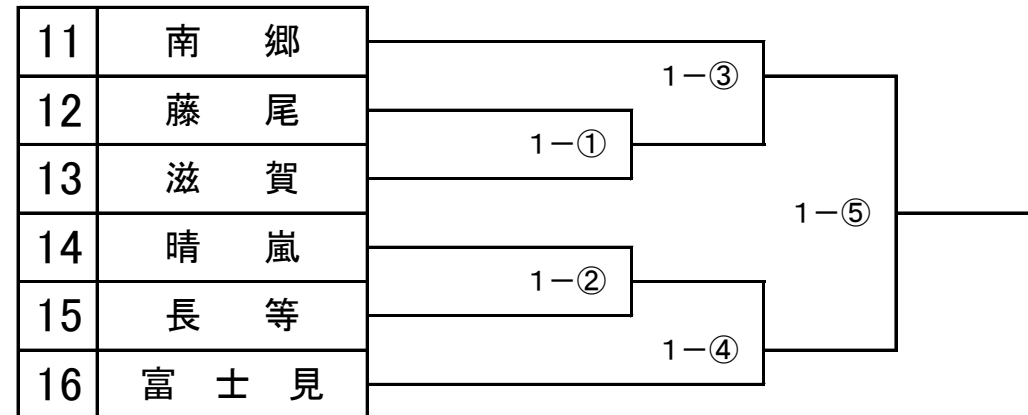 11 南 郷
1－③
12 藤 尾
1－①
13 滋 賀
1－⑤
14 晴 嵐
1－②
15 長 等
1－④
16 富 士 見